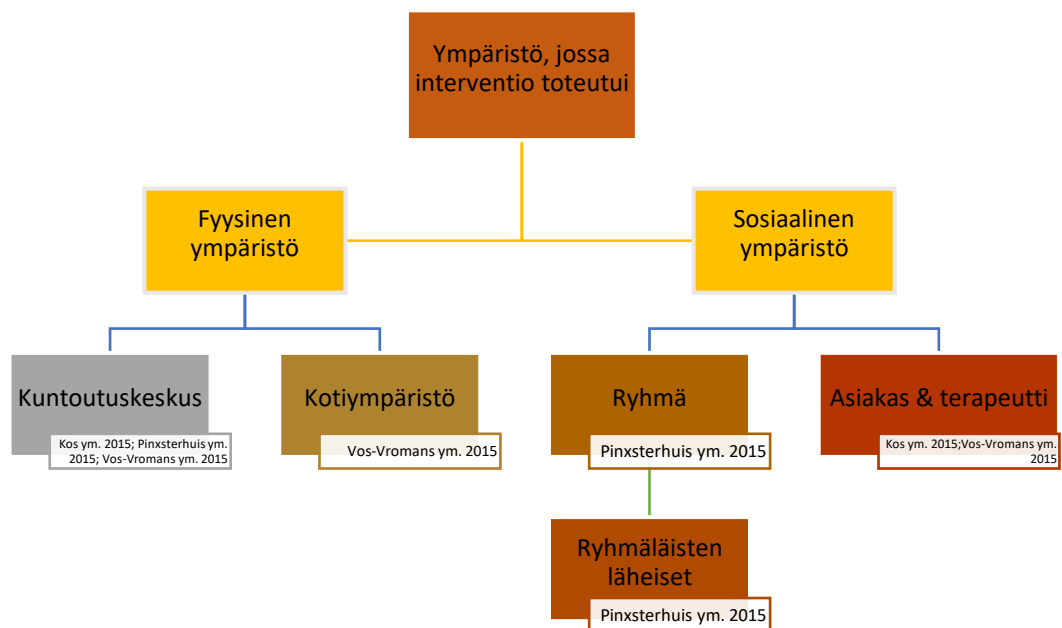 Ympäristö, jossa
interventio toteutui
Fyysinen
ympäristö
Sosiaalinen
ympäristö
Kuntoutuskeskus
Kos ym. 2015; Pinxsterhuis ym.
2015; Vos-Vromans ym. 2015
Kotiympäristö
Vos-Vromans ym. 2015
Ryhmä
Pinxsterhuis ym. 2015
Asiakas & terapeutti
Kos ym. 2015;Vos-Vromans ym.
2015
Ryhmäläisten
läheiset
Pinxsterhuis ym. 2015